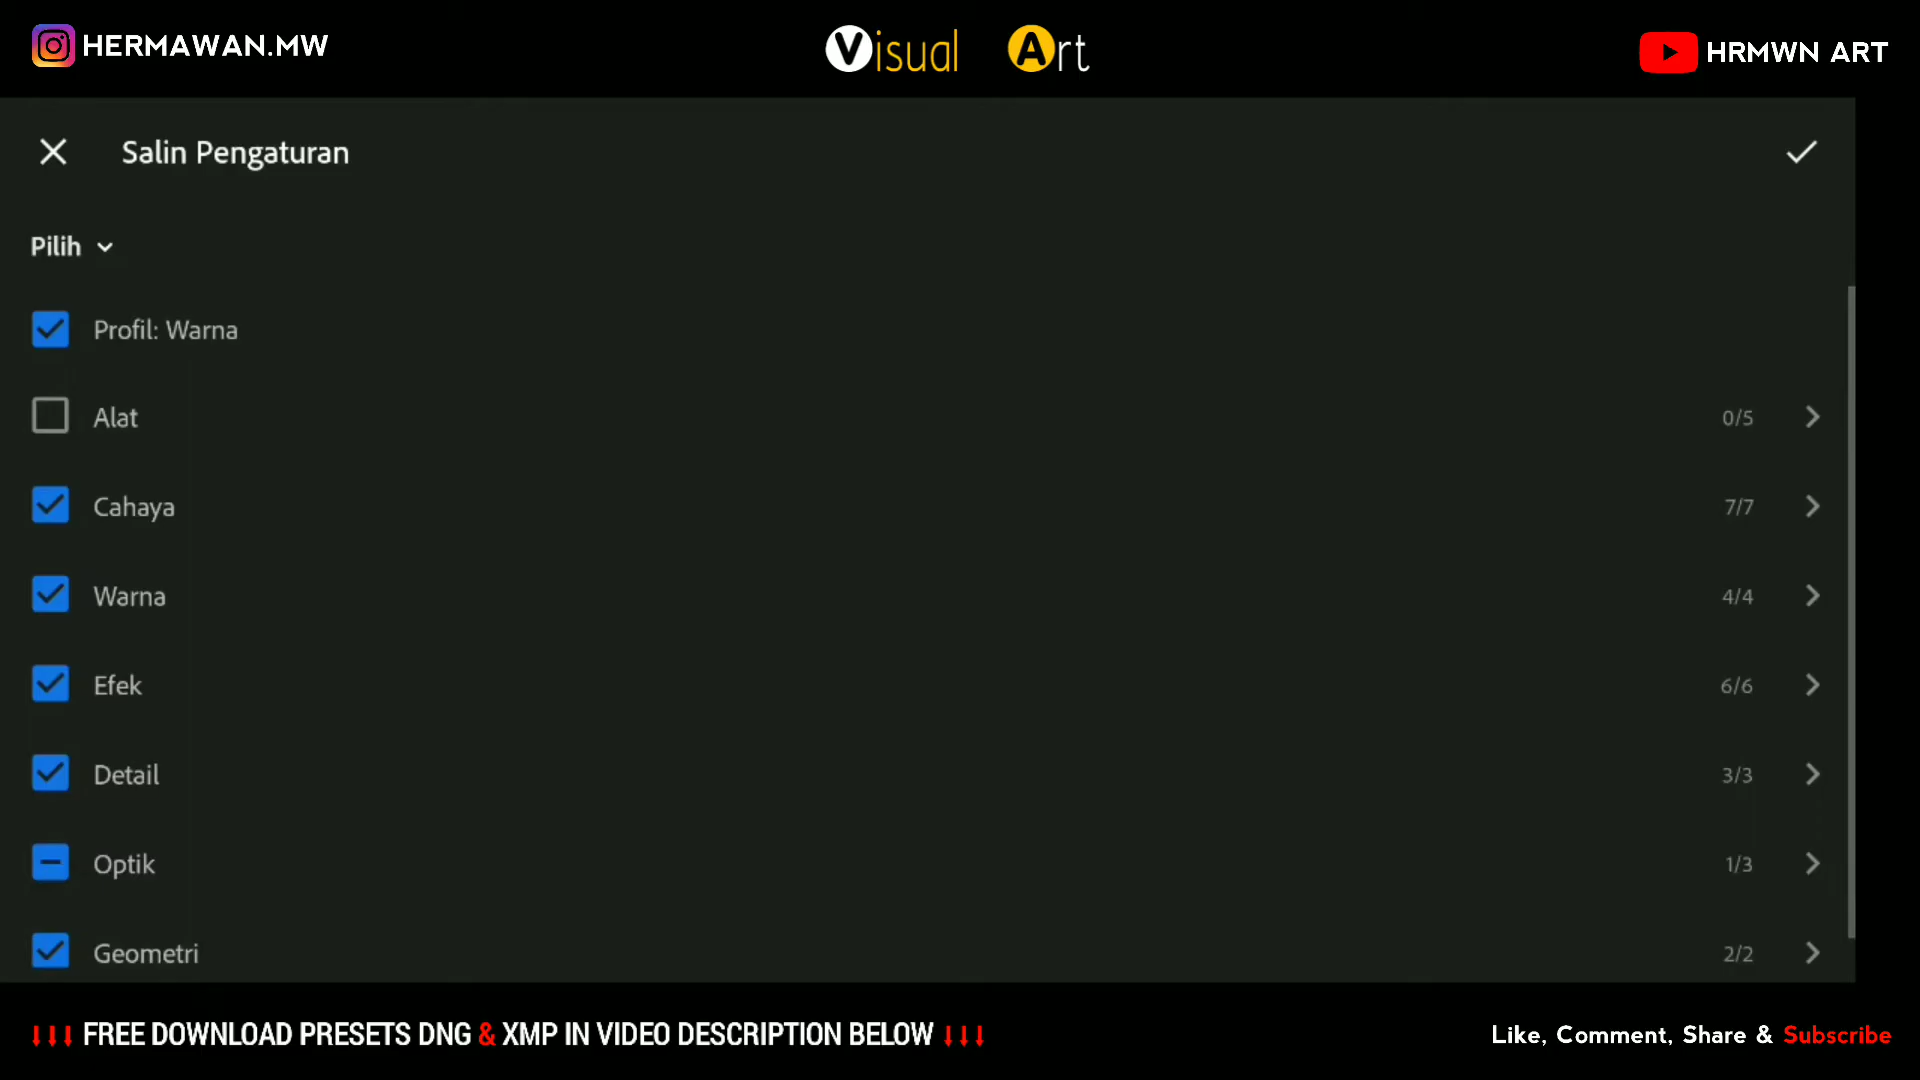 HERMAWAN.MW
Visual Art
HRMWN ART
Salin Pengaturan
Pilih
Profil: Warna
Alat 0/5
Cahaya 7/7
Warna 4/4
Efek 6/6
Detail 3/3
Optik 1/3
Geometri 2/2
FREE DOWNLOAD PRESETS DNG & XMP IN VIDEO DESCRIPTION BELOW
Like, Comment, Share & Subscribe